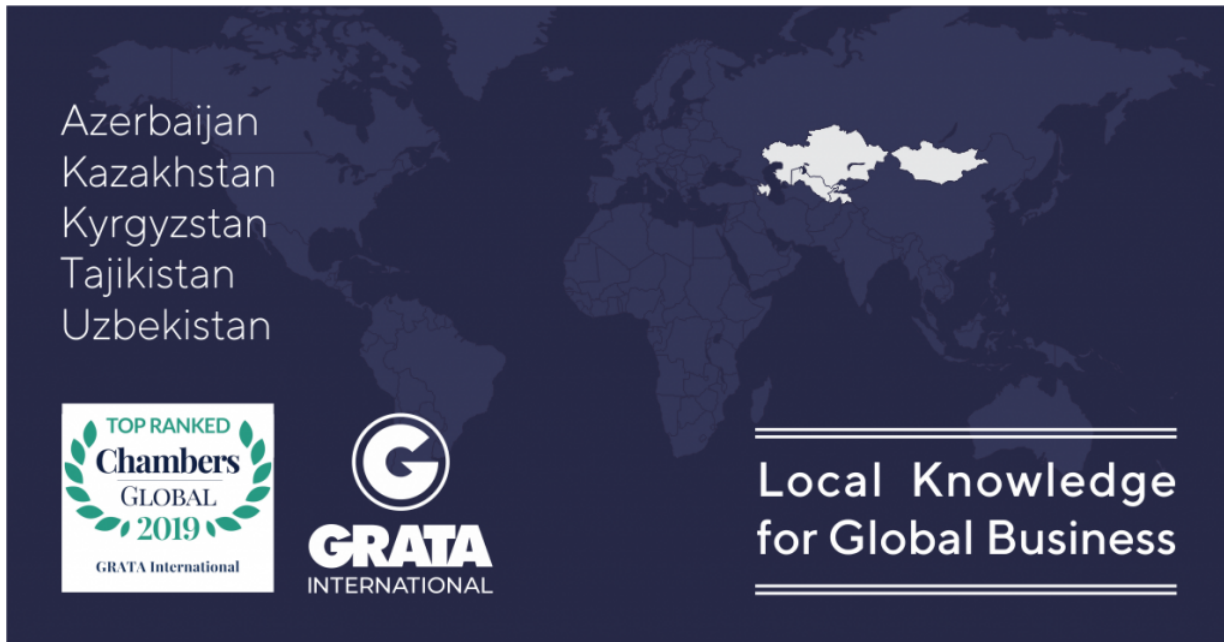 Azerbaijan
Kazakhstan
Kyrgyzstan
Tajikistan
Uzbekistan
TOP RANKED
Chambers
GLOBAL
2019
GRATA International
G
GRATA
INTERNATIONAL
Local Knowledge
for Global Business